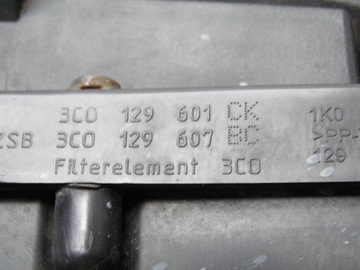 3C0 129 601 CK
ZSB 3C0 129 607 BC
Filterelement 3C0
1K0
>PP-
129